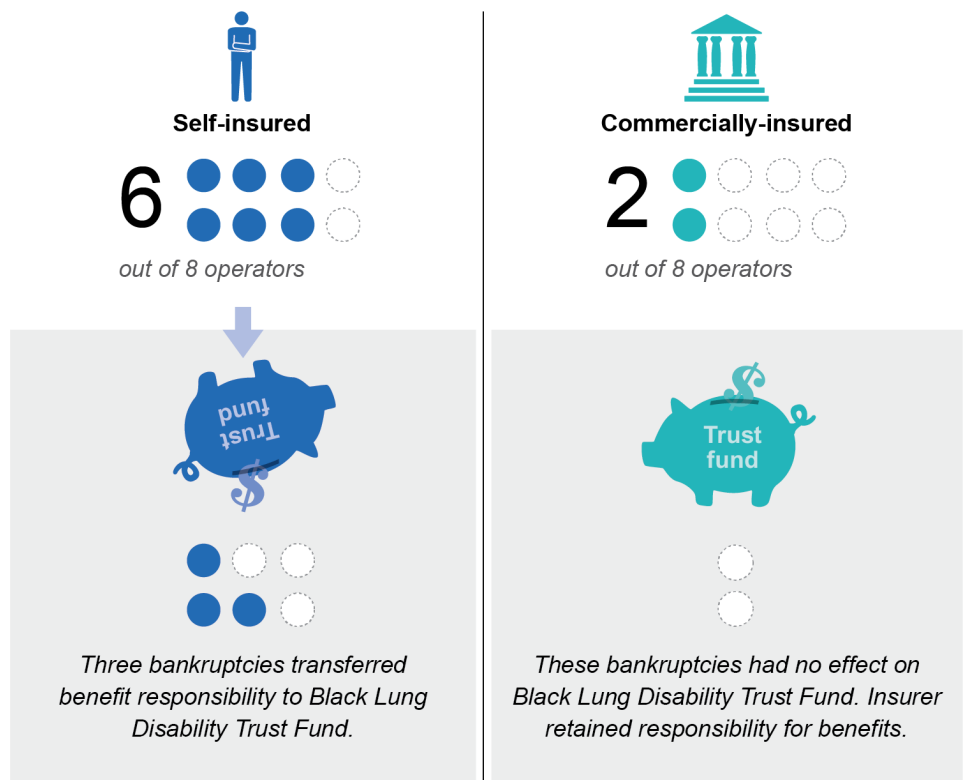 Self-insured
6
out of 8 operators
Trust
fund
$
Three bankruptcies transferred
benefit responsibility to Black Lung
Disability Trust Fund.
Commercially-insured
2
out of 8 operators
$
Trust
fund
These bankruptcies had no effect on
Black Lung Disability Trust Fund. Insurer
retained responsibility for benefits.